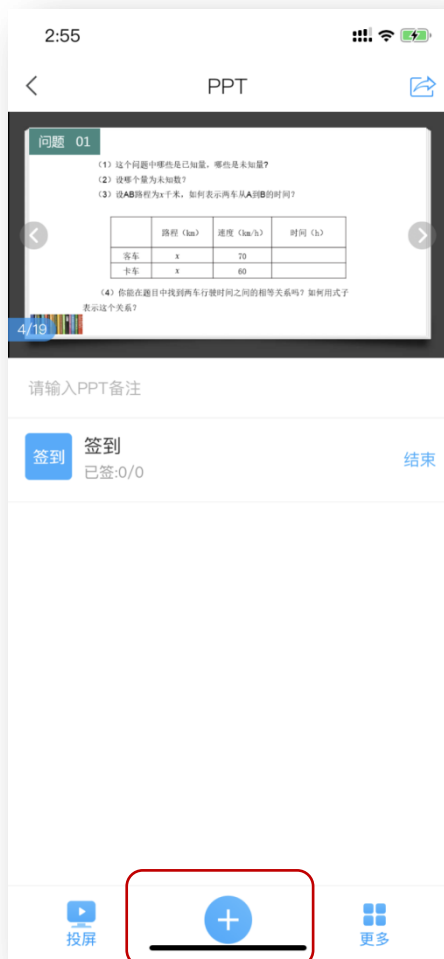 2:55
PPT
问题 01
（1）这个问题中哪些是已知量，哪些是未知量?
（2）设哪个量为未知数?
（3）设AB路程为x千米，如何表示两车从A到B的时间?
路程（km） 速度（km/h） 时间（h）
客车 x 70
卡车 x 60
（4）你能在题目中找到两车行驶时间之间的相等关系吗? 如何用式子
表示这个关系?
4/19
请输入PPT备注
签到
签到
已签:0/0
结束
投屏
更多